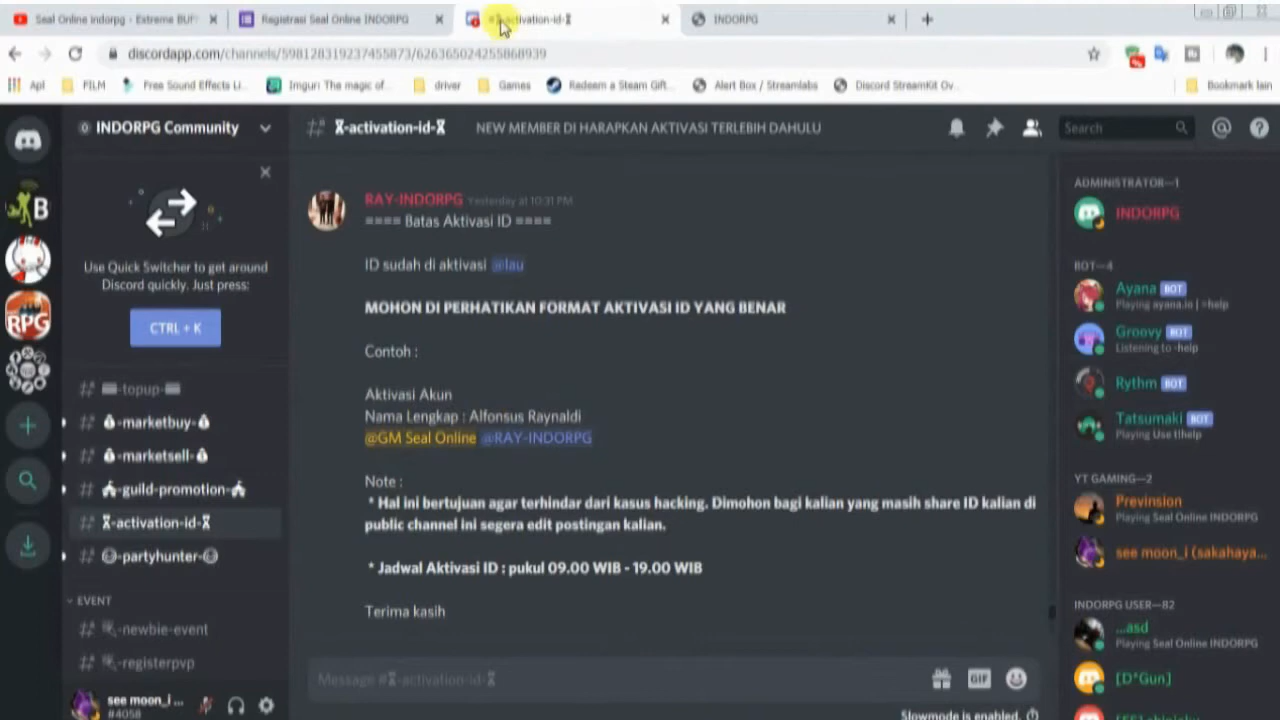 Seal Online Indorpg - Extreme BUF
Registrasi Seal Online INDORPG
#-activation-id-
INDORPG
discordapp.com/channels/598128319237455873/626365024255868939
Apl
FILM
Free Sound Effects Li...
Imgur: The magic of...
driver
Games
Redeem a Steam Gift...
Alert Box / Streamlabs
Discord StreamKit Ov...
Bookmark lain
INDORPG Community
# ⌛-activation-id-⌛
NEW MEMBER DI HARAPKAN AKTIVASI TERLEBIH DAHULU
Search
Use Quick Switcher to get around
Discord quickly. Just press:
CTRL + K
# -topup-
# 💰-marketbuy-💰
# 💰-marketsell-💰
# -guild-promotion-
# ⌛-activation-id-⌛
# -partyhunter-
EVENT
# -newbie-event
# -registerpvp
see moon_i ...
#4058
RAY-INDORPG Yesterday at 10:31 PM
==== Batas Aktivasi ID ====
ID sudah di aktivasi @lau
MOHON DI PERHATIKAN FORMAT AKTIVASI ID YANG BENAR
Contoh :
Aktivasi Akun
Nama Lengkap : Alfonsus Raynaldi
@GM Seal Online @RAY-INDORPG
Note :
* Hal ini bertujuan agar terhindar dari kasus hacking. Dimohon bagi kalian yang masih share ID kalian di
public channel ini segera edit postingan kalian.
* Jadwal Aktivasi ID : pukul 09.00 WIB - 19.00 WIB
Terima kasih
Message #⌛-activation-id-⌛
GIF
Slowmode is enabled.
ADMINISTRATOR—1
INDORPG
BOT—4
Ayana BOT
Playing ayana.io | =help
Groovy BOT
Listening to -help
Rythm BOT
Tatsumaki BOT
Playing Use t!help
YT GAMING—2
Previnsion
Playing Seal Online INDORPG
see moon_i (sakahaya...
INDORPG USER—82
...asd
Playing Seal Online INDORPG
[D*Gun]
B
RPG